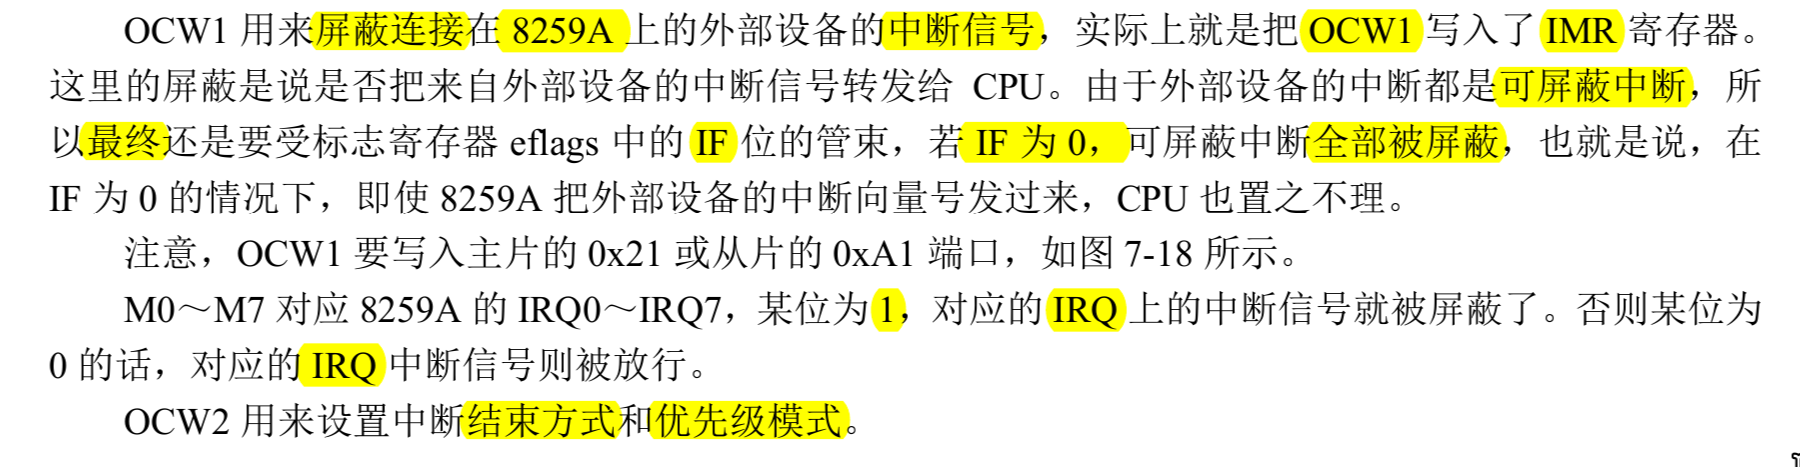 OCW1 用来屏蔽连接在 8259A 上的外部设备的中断信号，实际上就是把 OCW1 写入了 IMR 寄存器。
这里的屏蔽是说是否把来自外部设备的中断信号转发给 CPU。由于外部设备的中断都是可屏蔽中断，所
以最终还是要受标志寄存器 eflags 中的 IF 位的管束，若 IF 为 0，可屏蔽中断全部被屏蔽，也就是说，在
IF 为 0 的情况下，即使 8259A 把外部设备的中断向量号发过来，CPU 也置之不理。
注意，OCW1 要写入主片的 0x21 或从片的 0xA1 端口，如图 7-18 所示。
M0～M7 对应 8259A 的 IRQ0～IRQ7，某位为 1，对应的 IRQ 上的中断信号就被屏蔽了。否则某位为
0 的话，对应的 IRQ 中断信号则被放行。
OCW2 用来设置中断结束方式和优先级模式。